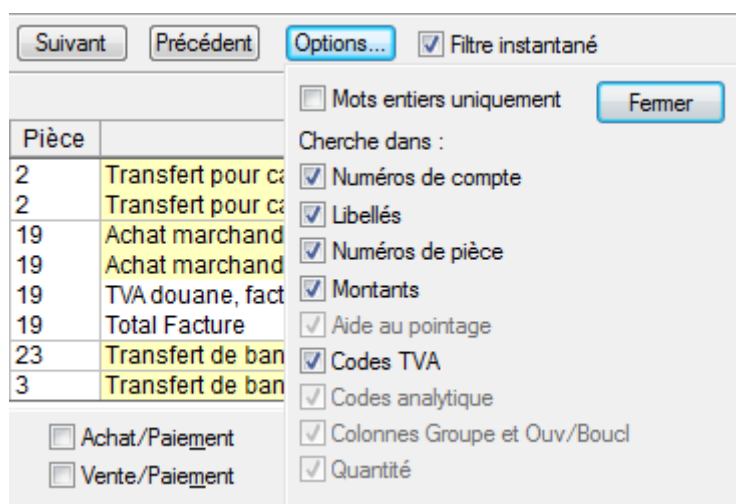 Suivant Précédent Options... Filtre instantané
Mots entiers uniquement Fermer
Cherche dans :
Numéros de compte
Libellés
Numéros de pièce
Montants
Aide au pointage
Codes TVA
Codes analytique
Colonnes Groupe et Ouv/Boucl
Quantité
Pièce
2 Transfert pour
2 Transfert pour
19 Achat marchand
19 Achat marchand
19 TVA douane, fact
19 Total Facture
23 Transfert de ban
3 Transfert de ban
Achat/Paiement
Vente/Paiement